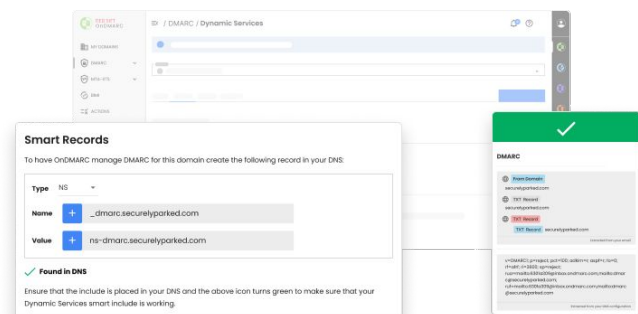 RED SIFT
ONDMARC
/ DMARC / Dynamic Services
MY DOMAINS
DMARC
MTA-STS
DNS
ACTIONS
Smart Records
To have OnDMARC manage DMARC for this domain create the following record in your DNS:
Type NS
Name + _dmarc.securelyparked.com
Value + ns-dmarc.securelyparked.com
Found in DNS
Ensure that the include is placed in your DNS and the above icon turns green to make sure that your
Dynamic Services smart include is working.
DMARC
From Domain
securelyparked.com
TXT Record
securelyparked.com
TXT Record
TXT Record securelyparked.com